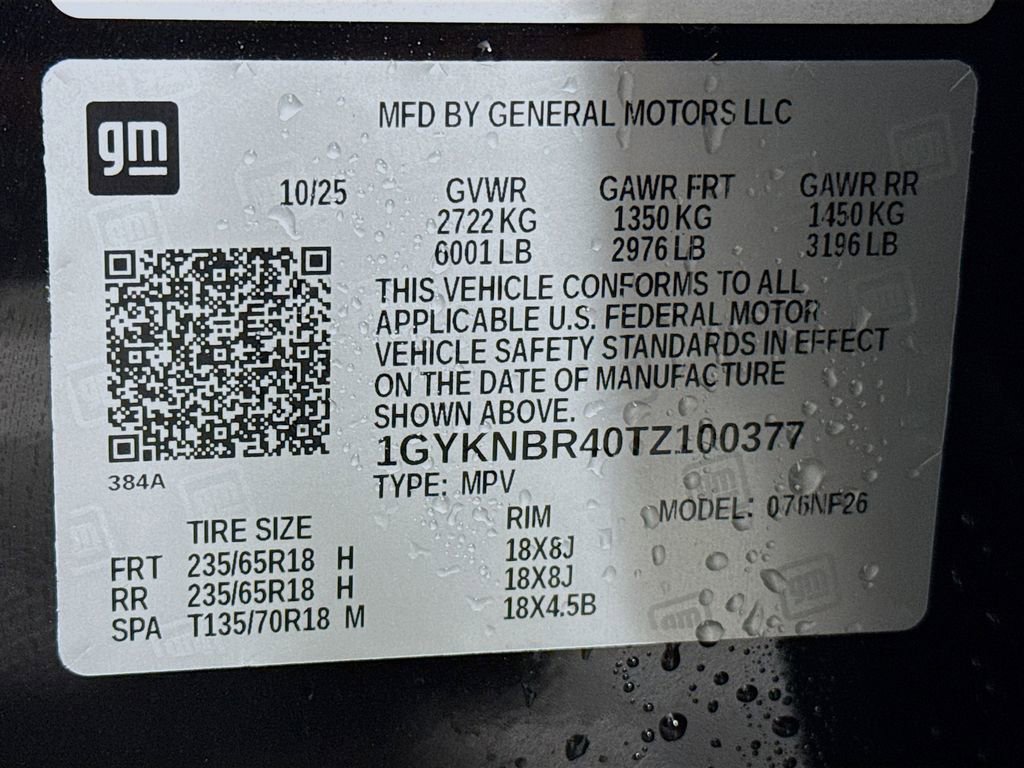 gm
MFD BY GENERAL MOTORS LLC
10/25 GVWR GAWR FRT GAWR RR
2722 KG 1350 KG 1450 KG
6001 LB 2976 LB 3196 LB
THIS VEHICLE CONFORMS TO ALL
APPLICABLE U.S. FEDERAL MOTOR
VEHICLE SAFETY STANDARDS IN EFFECT
ON THE DATE OF MANUFACTURE
SHOWN ABOVE.
1GYKNBR40TZ100377
384A
TYPE: MPV
MODEL: 076NF26
TIRE SIZE RIM
FRT 235/65R18 H 18X8J
RR 235/65R18 H 18X8J
SPA T135/70R18 M 18X4.5B